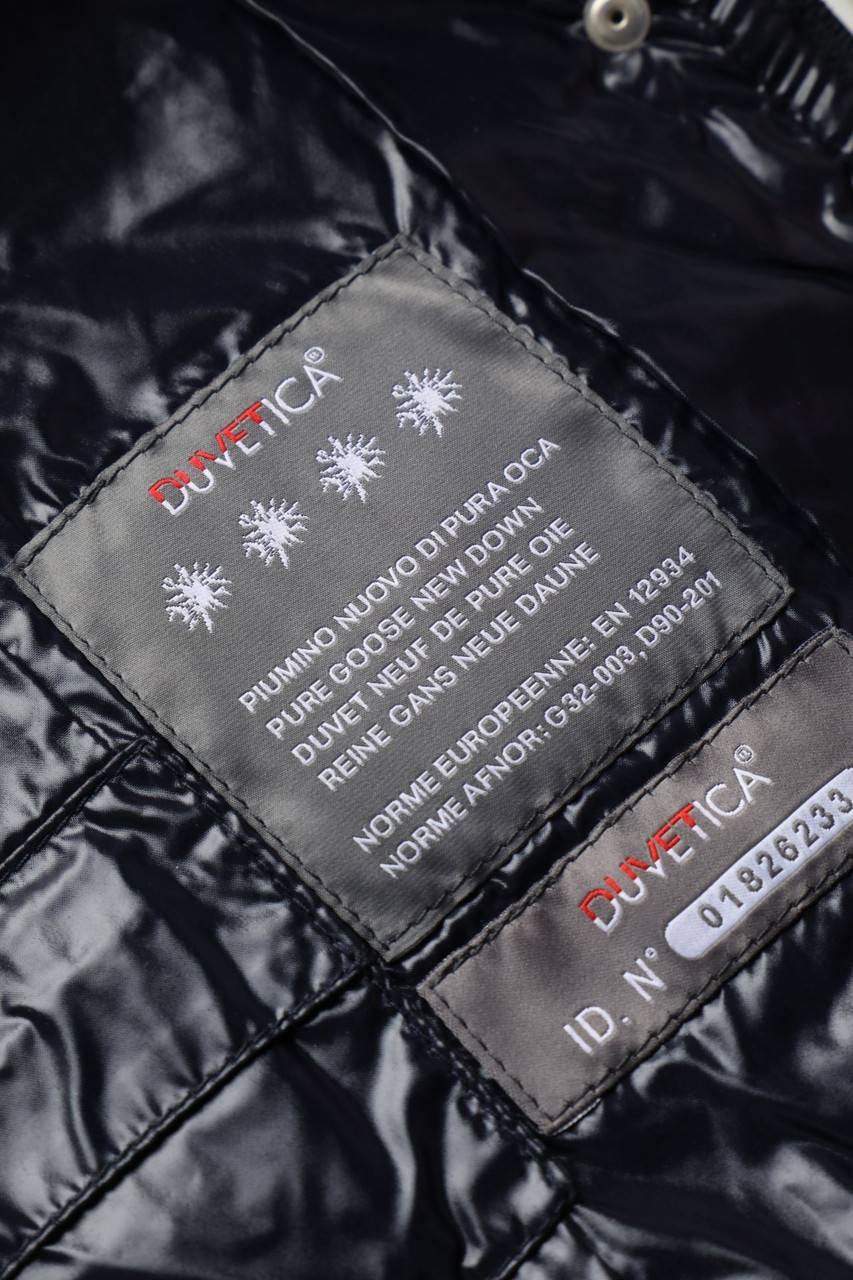 DUVETICA®
PIUMINO NUOVO DI PURA OCA
PURE GOOSE NEW DOWN
DUVET NEUF DE PURE OIE
REINE GANS NEUE DAUNE
NORME EUROPEENNE: EN 12934
NORME AFNOR: G32-003, D90-201
DUVETICA®
ID. N° 01826233